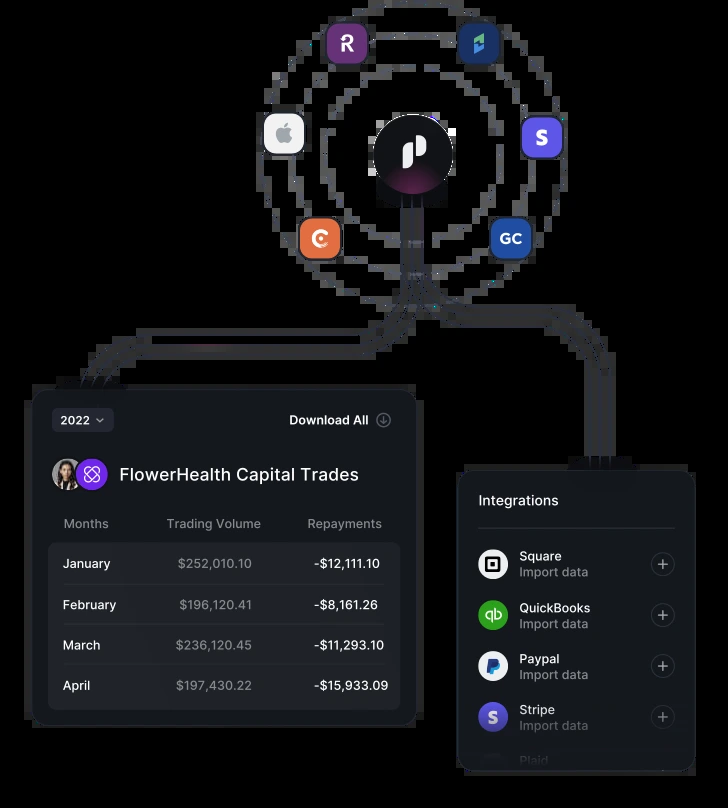 R
S
GC
2022
Download All
FlowerHealth Capital Trades
Months Trading Volume Repayments
January $252,010.10 -$12,111.10
February $196,120.41 -$8,161.26
March $236,120.45 -$11,293.10
April $197,430.22 -$15,933.09
Integrations
Square
Import data
qb
QuickBooks
Import data
Paypal
Import data
S
Stripe
Import data
Plaid